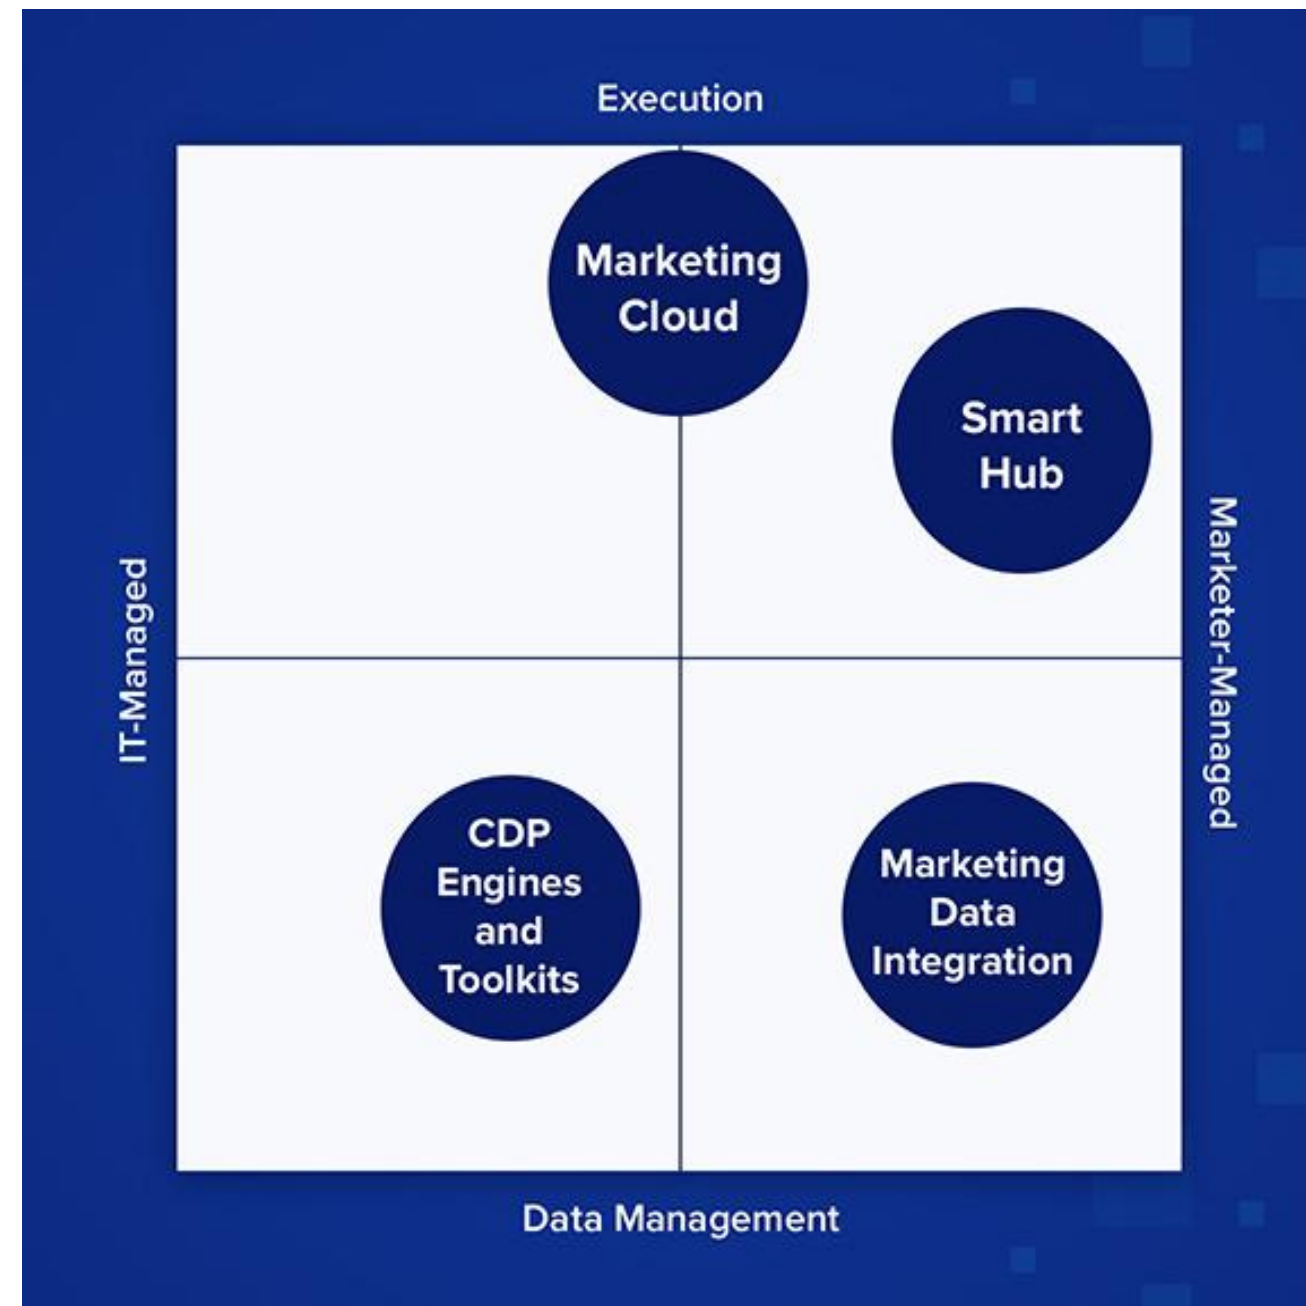 Execution
Marketing
Cloud
Smart
Hub
IT-Managed
Marketer-Managed
CDP
Engines
and
Toolkits
Marketing
Data
Integration
Data Management